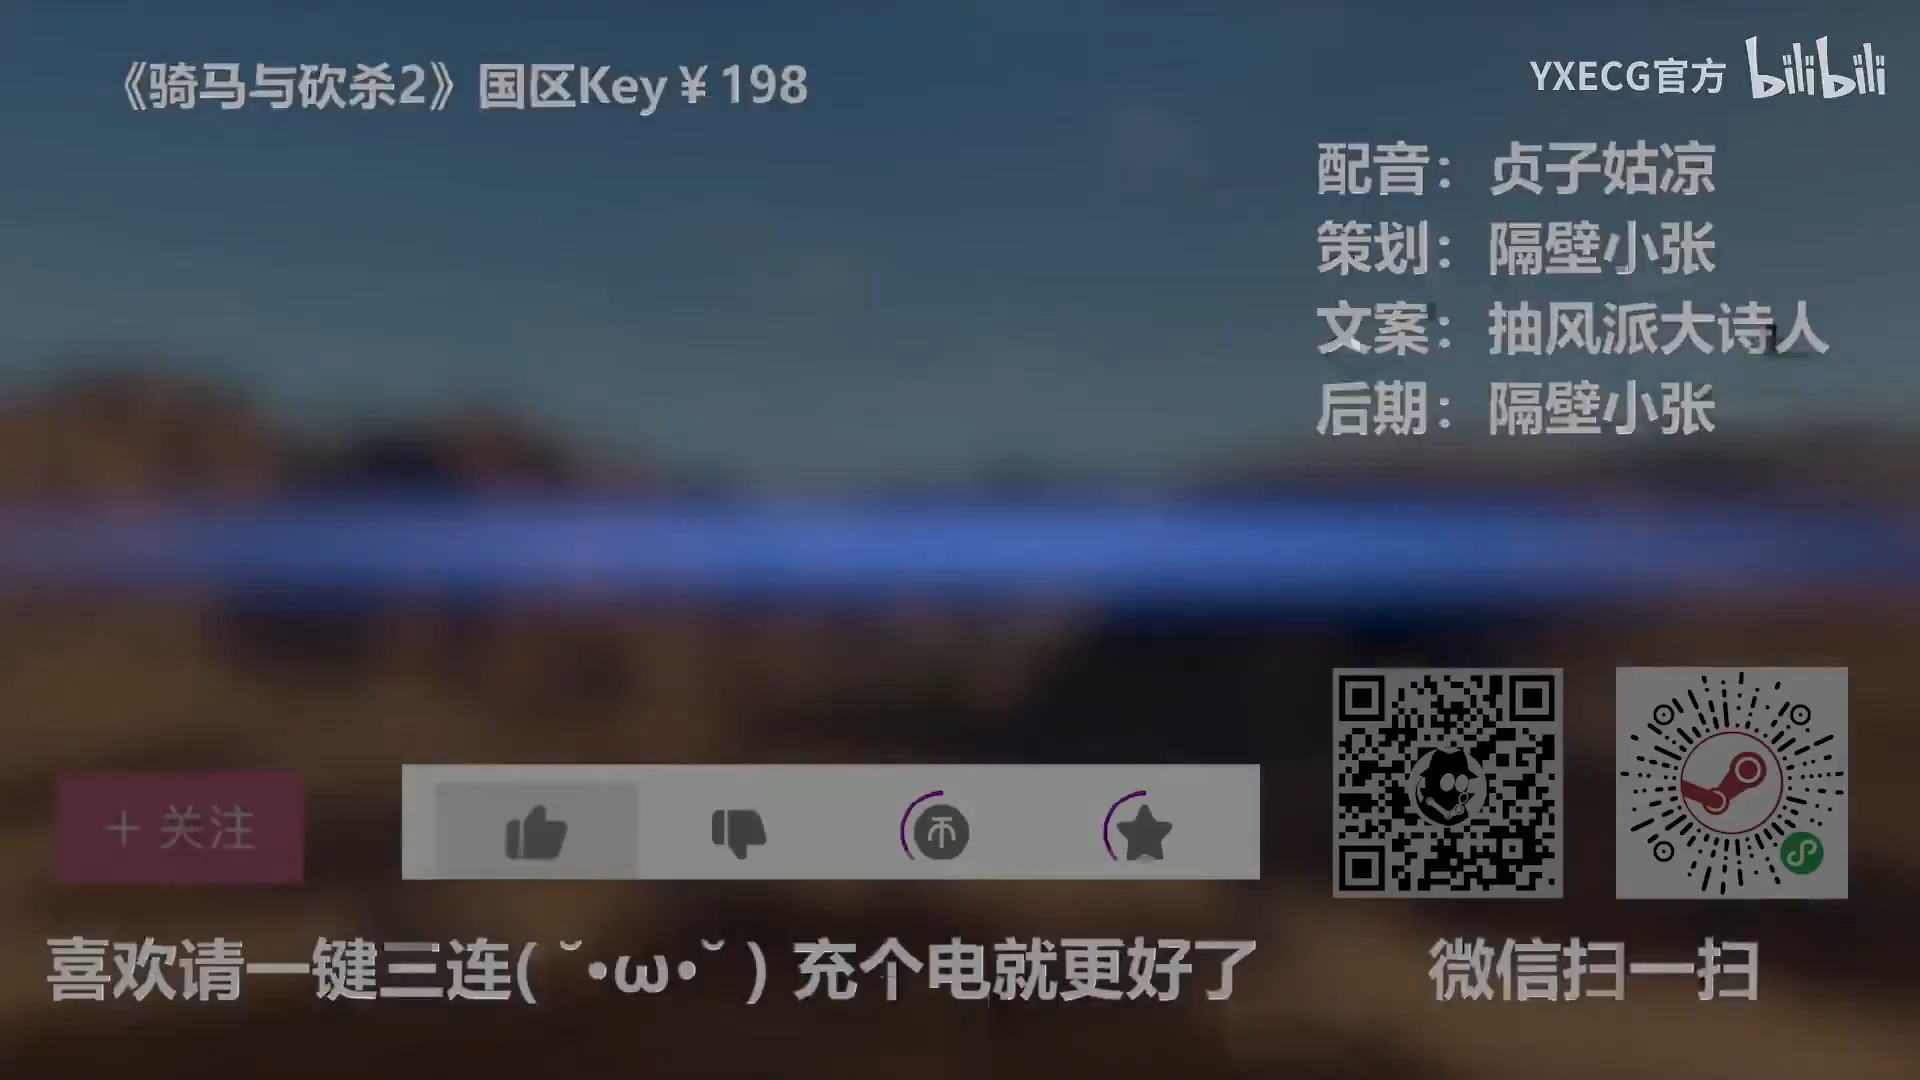 《骑马与砍杀2》国区Key￥198
YXECG官方 bilibili
配音：贞子姑凉
策划：隔壁小张
文案：抽风派大诗人
后期：隔壁小张
+ 关注
喜欢请一键三连( ˘•ω•˘ ) 充个电就更好了
微信扫一扫